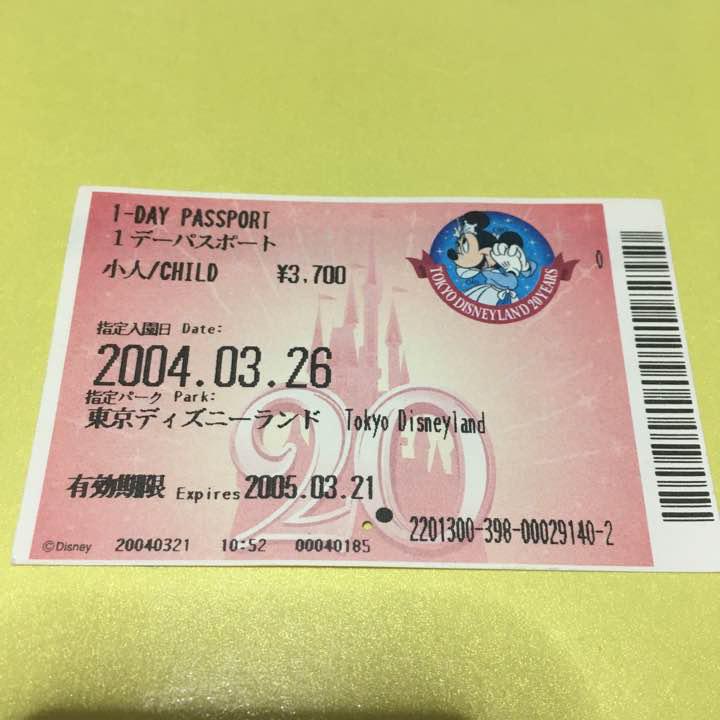 1-DAY PASSPORT
1デーパスポート
小人/CHILD ¥3,700
TOKYO DISNEYLAND 20 YEARS
0
指定入園日 Date:
2004.03.26
指定パーク Park:
東京ディズニーランド Tokyo Disneyland
20
有効期限 Expires 2005.03.21
2201300-398-00029140-2
©Disney 20040321 10:52 00040185